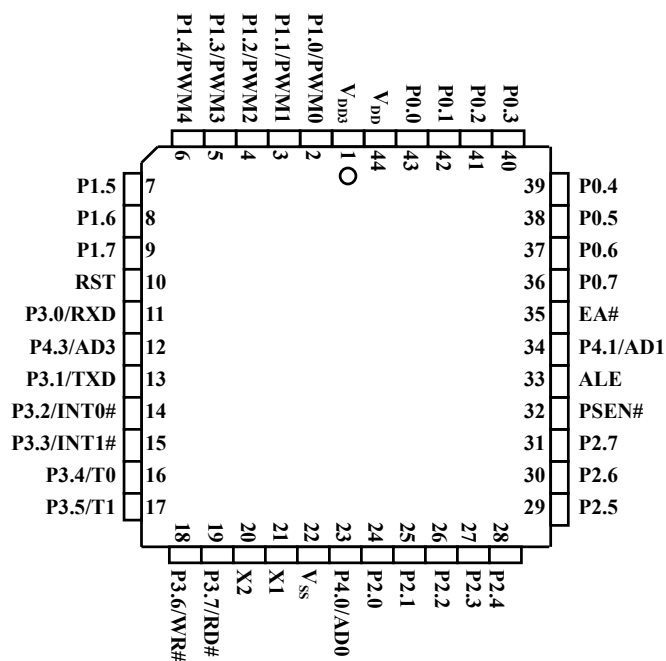 P1.4/PWM4
P1.3/PWM3
P1.2/PWM2
P1.1/PWM1
P1.0/PWM0
VDD3
VDD
P0.0
P0.1
P0.2
P0.3
6
5
4
3
2
1
44
43
42
41
40
P1.5 7
P1.6 8
P1.7 9
RST 10
P3.0/RXD 11
P4.3/AD3 12
P3.1/TXD 13
P3.2/INT0# 14
P3.3/INT1# 15
P3.4/T0 16
P3.5/T1 17
39 P0.4
38 P0.5
37 P0.6
36 P0.7
35 EA#
34 P4.1/AD1
33 ALE
32 PSEN#
31 P2.7
30 P2.6
29 P2.5
18
19
20
21
22
23
24
25
26
27
28
P3.6/WR#
P3.7/RD#
X2
X1
VSS
P4.0/AD0
P2.0
P2.1
P2.2
P2.3
P2.4